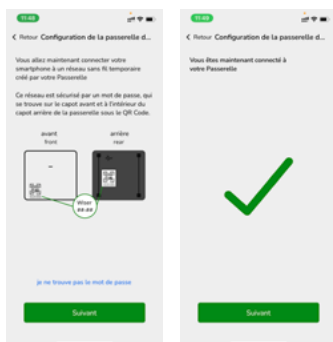 11:49
Retour Configuration de la passerelle d...
Vous allez maintenant connecter votre
smartphone à un réseau sans fil temporaire
créé par votre Passerelle
Ce réseau est sécurisé par un mot de passe, qui
se trouve sur le capot avant et à l'intérieur du
capot arrière de la passerelle sous le QR Code.
avant arrière
front rear
Wiser
##-##
je ne trouve pas le mot de passe
Suivant
11:49
Retour Configuration de la passerelle d...
Vous êtes maintenant connecté à
votre Passerelle
Suivant